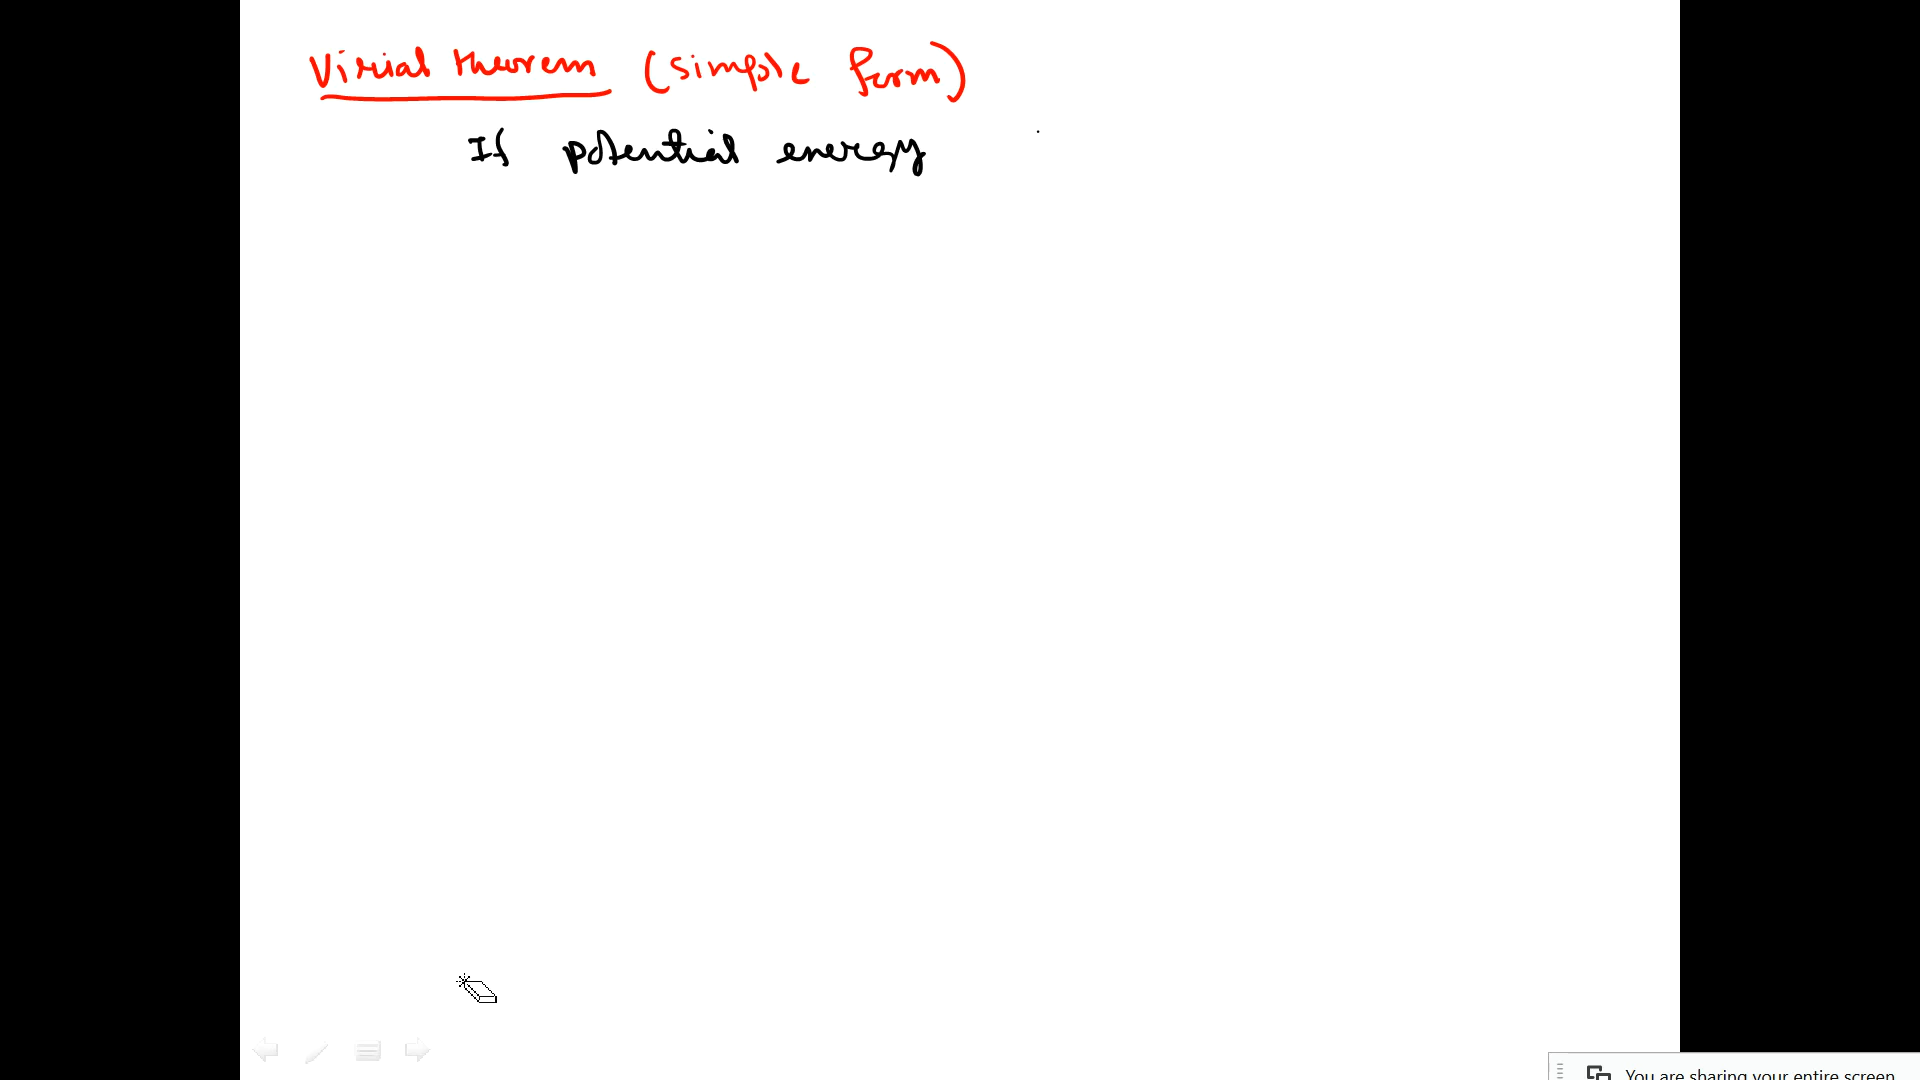 Virial theorem (simple form)
If potential energy
You are sharing your entire screen